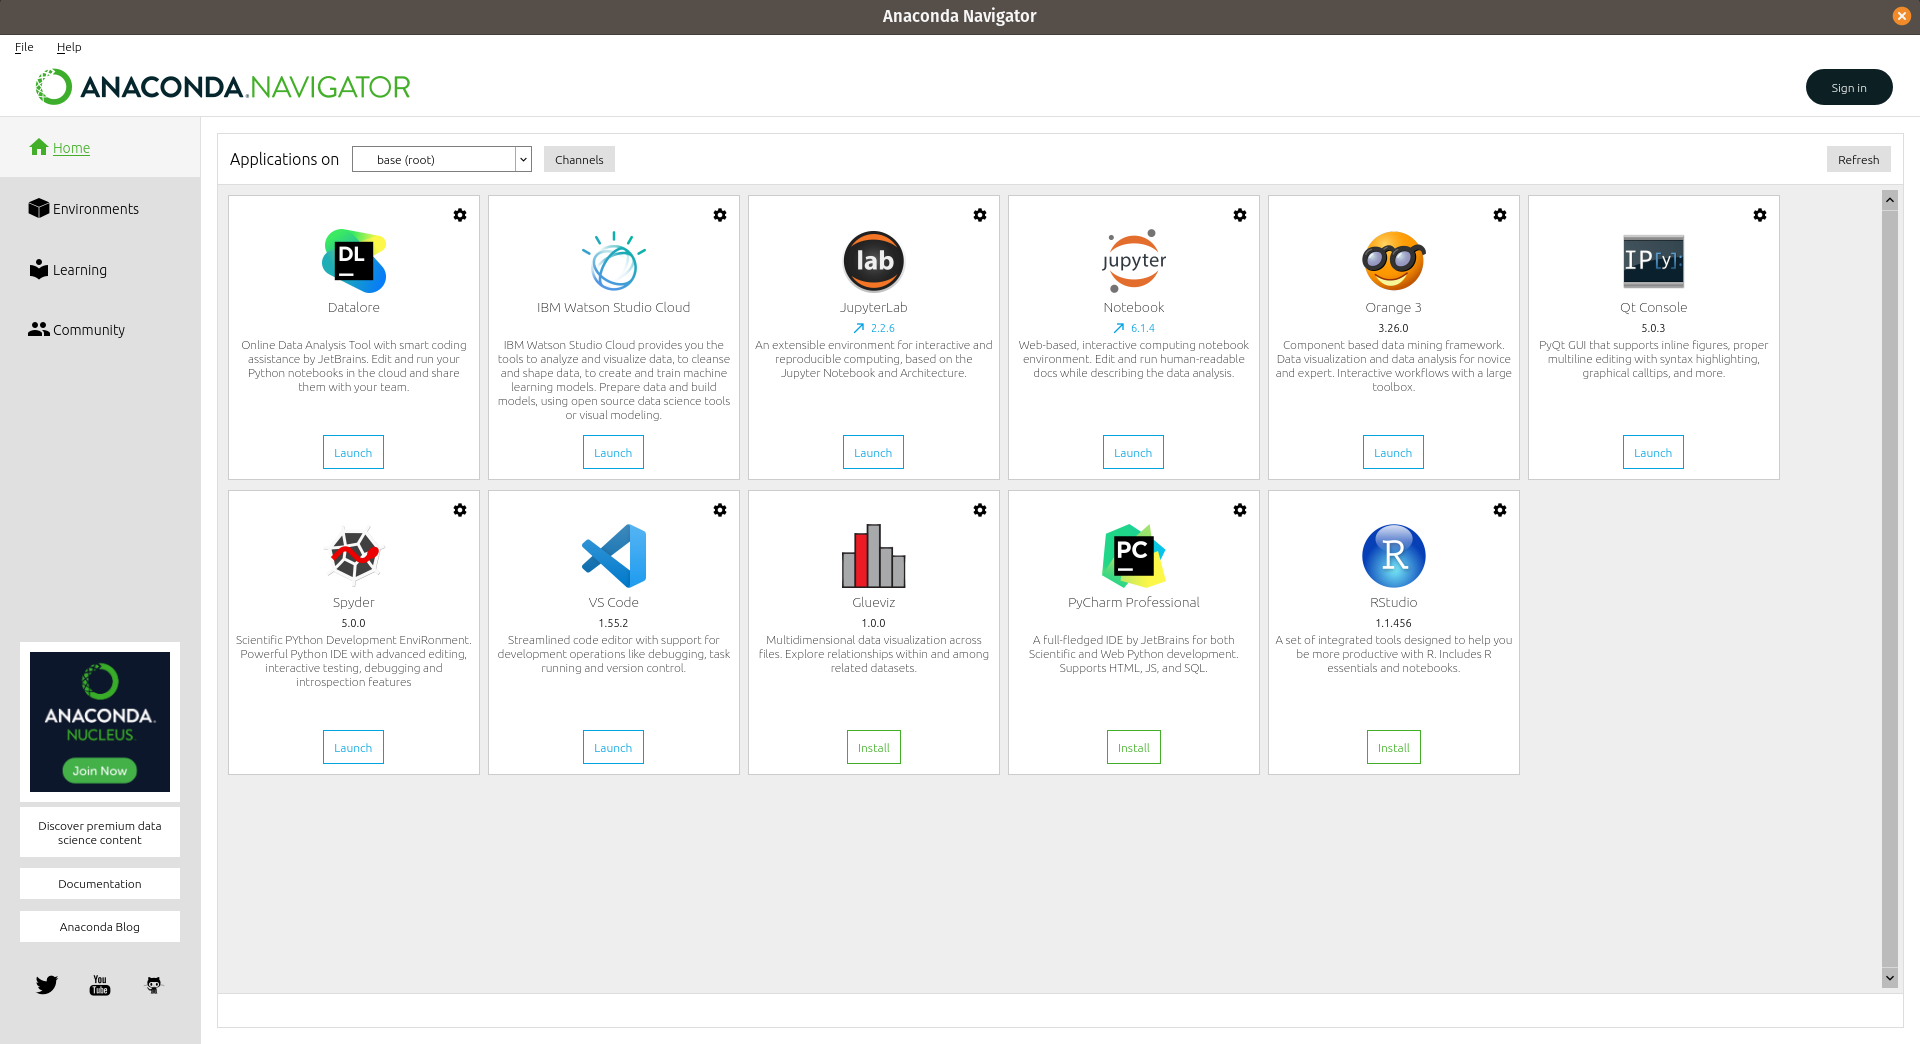 Anaconda Navigator
File Help
ANACONDA.NAVIGATOR
Sign in
Home
Environments
Learning
Community
ANACONDA.
NUCLEUS
Join Now
Discover premium data
science content
Documentation
Anaconda Blog
You
Tube
Applications on base (root) Channels Refresh
DL
Datalore
Online Data Analysis Tool with smart coding
assistance by JetBrains. Edit and run your
Python notebooks in the cloud and share
them with your team.
Launch
IBM Watson Studio Cloud
IBM Watson Studio Cloud provides you the
tools to analyze and visualize data, to cleanse
and shape data, to create and train machine
learning models. Prepare data and build
models, using open source data science tools
or visual modeling.
Launch
lab
JupyterLab
2.2.6
An extensible environment for interactive and
reproducible computing, based on the
Jupyter Notebook and Architecture.
Launch
jupyter
Notebook
6.1.4
Web-based, interactive computing notebook
environment. Edit and run human-readable
docs while describing the data analysis.
Launch
Orange 3
3.26.0
Component based data mining framework.
Data visualization and data analysis for novice
and expert. Interactive workflows with a large
toolbox.
Launch
IP[y]:
Qt Console
5.0.3
PyQt GUI that supports inline figures, proper
multiline editing with syntax highlighting,
graphical calltips, and more.
Launch
Spyder
5.0.0
Scientific PYthon Development EnviRonment.
Powerful Python IDE with advanced editing,
interactive testing, debugging and
introspection features
Launch
VS Code
1.55.2
Streamlined code editor with support for
development operations like debugging, task
running and version control.
Launch
Glueviz
1.0.0
Multidimensional data visualization across
files. Explore relationships within and among
related datasets.
Install
PC
PyCharm Professional
A full-fledged IDE by JetBrains for both
Scientific and Web Python development.
Supports HTML, JS, and SQL.
Install
R
RStudio
1.1.456
A set of integrated tools designed to help you
be more productive with R. Includes R
essentials and notebooks.
Install